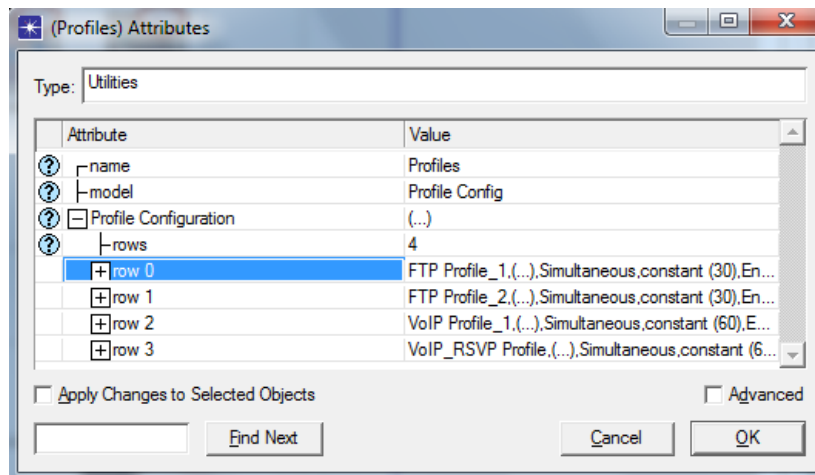 (Profiles) Attributes
Type: Utilities
Attribute Value
name Profiles
model Profile Config
Profile Configuration (...)
rows 4
row 0 FTP Profile_1,(...),Simultaneous,constant (30),En...
row 1 FTP Profile_2,(...),Simultaneous,constant (30),En...
row 2 VoIP Profile_1,(...),Simultaneous,constant (60),E...
row 3 VoIP_RSVP Profile,(...),Simultaneous,constant (6...
Apply Changes to Selected Objects Advanced
Find Next Cancel OK